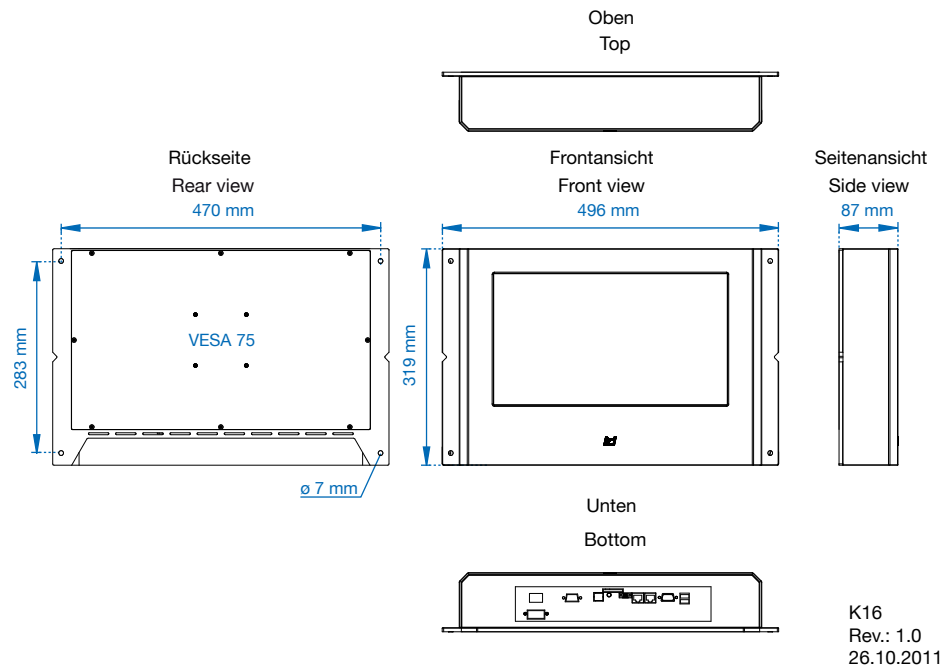 Oben
Top
Rückseite
Rear view
470 mm
Frontansicht
Front view
496 mm
Seitenansicht
Side view
87 mm
283 mm
VESA 75
319 mm
ø 7 mm
Unten
Bottom
K16
Rev.: 1.0
26.10.2011